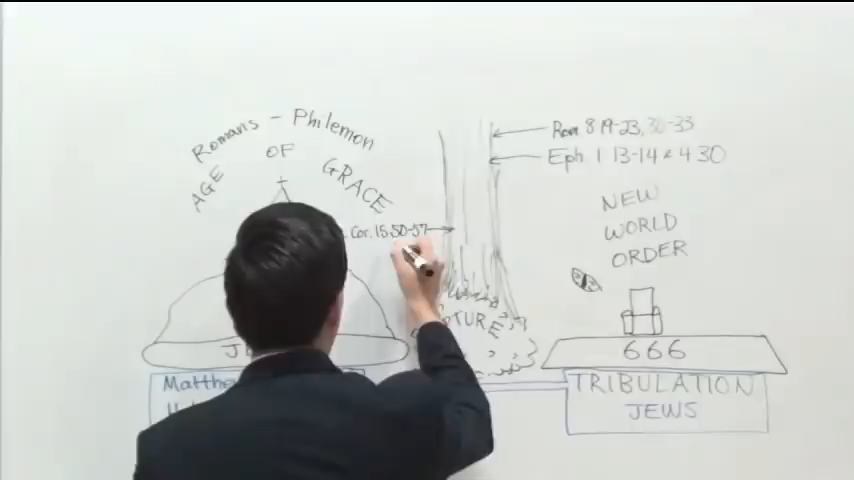 Romans - Philemon
AGE OF GRACE
Cor. 15:50-57
Rom 8 19-23, 30-33
Eph 1 13-14 & 4 30
NEW
WORLD
ORDER
666
TRIBULATION
JEWS